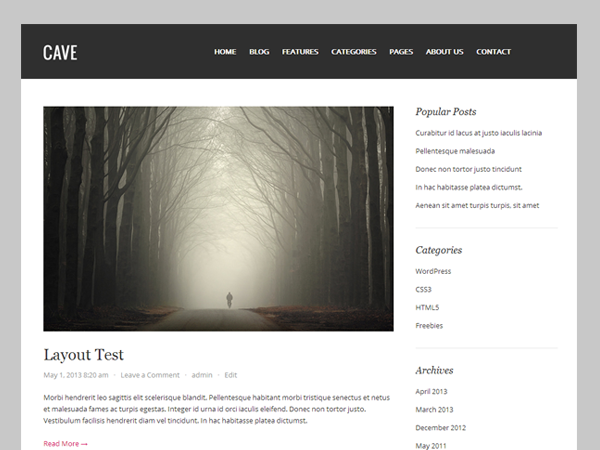 CAVE
HOME BLOG FEATURES CATEGORIES PAGES ABOUT US CONTACT
Layout Test
May 1, 2013 8:20 am · Leave a Comment · admin · Edit
Morbi hendrerit leo sagittis elit scelerisque blandit. Pellentesque habitant morbi tristique senectus et netus
et malesuada fames ac turpis egestas. Integer id urna id orci iaculis eleifend. Donec non tortor justo.
Vestibulum facilisis hendrerit diam vel tincidunt. In hac habitasse platea dictumst.
Read More →
Popular Posts
Curabitur id lacus at justo iaculis lacinia
Pellentesque malesuada
Donec non tortor justo tincidunt
In hac habitasse platea dictumst.
Aenean sit amet turpis turpis, sit amet
Categories
WordPress
CSS3
HTML5
Freebies
Archives
April 2013
March 2013
December 2012
May 2011